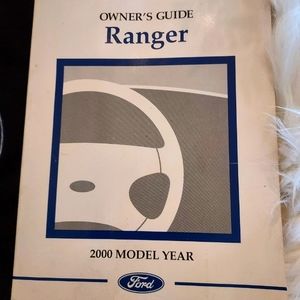 OWNER'S GUIDE
Ranger
2000 MODEL YEAR
Ford